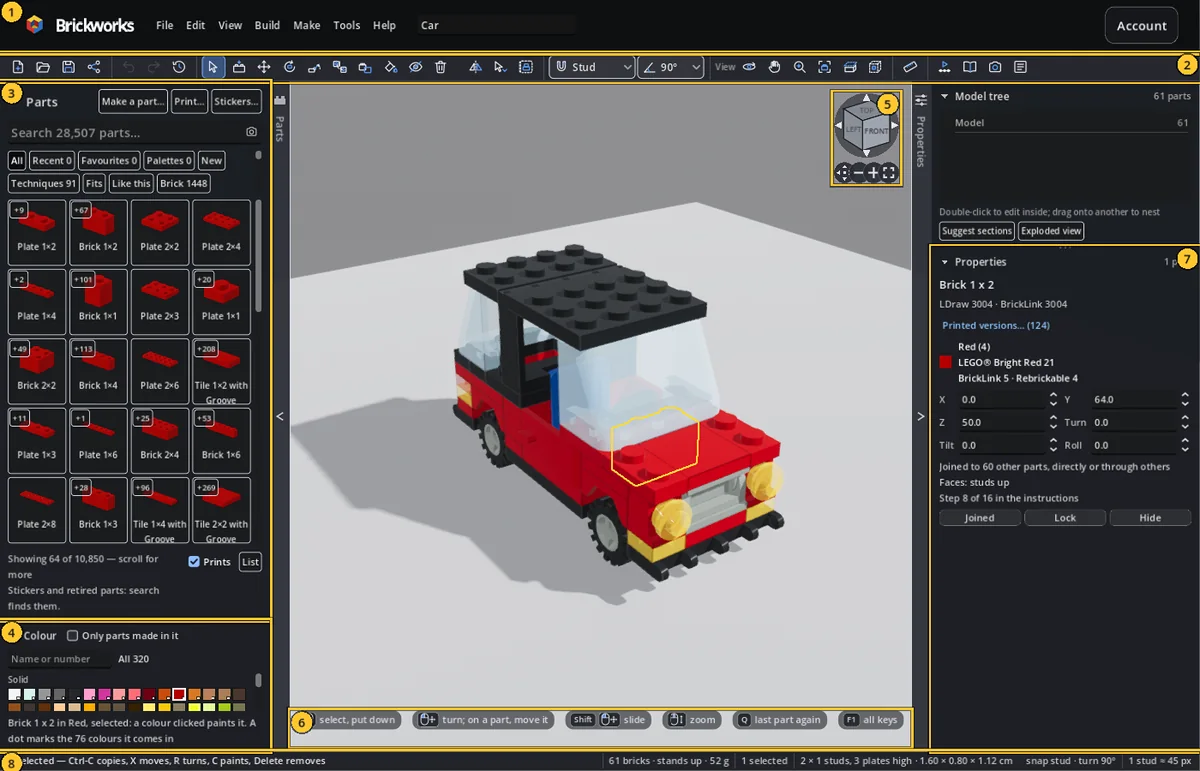 1
Brickworks
File Edit View Build Make Tools Help
Car
Account
Stud
90°
View
2
3
Parts
Make a part...
Print...
Stickers...
Search 28,507 parts...
All
Recent 0
Favourites 0
Palettes 0
New
Techniques 91
Fits
Like this
Brick 1448
+9
Plate 1×2
+67
Brick 1×2
Plate 2×2
Plate 2×4
+2
Plate 1×4
+101
Brick 1×1
Plate 2×3
+20
Plate 1×1
+49
Brick 2×2
+113
Brick 1×4
Plate 2×6
+208
Tile 1×2 with
Groove
+11
Plate 1×3
+1
Plate 1×6
+25
Brick 2×4
+53
Brick 1×6
Plate 2×8
+28
Brick 1×3
+96
Tile 1×4 with
Groove
+269
Tile 2×2 with
Groove
Showing 64 of 10,850 — scroll for
more
Prints
List
Stickers and retired parts: search
finds them.
4
Colour
Only parts made in it
Name or number
All 320
Solid
Brick 1 x 2 in Red, selected: a colour clicked paints it. A
dot marks the 76 colours it comes in
Parts
<
5
TOP
LEFT
FRONT
Properties
>
6
select, put down
turn; on a part, move it
Shift
slide
zoom
Q
last part again
F1
all keys
Model tree
61 parts
Model
61
Double-click to edit inside; drag onto another to nest
Suggest sections
Exploded view
Properties
1 p
7
Brick 1 x 2
LDraw 3004 · BrickLink 3004
Printed versions... (124)
Red (4)
LEGO® Bright Red 21
BrickLink 5 · Rebrickable 4
X 0.0 Y 64.0
Z 50.0 Turn 0.0
Tilt 0.0 Roll 0.0
Joined to 60 other parts, directly or through others
Faces: studs up
Step 8 of 16 in the instructions
Joined
Lock
Hide
8
elected — Ctrl-C copies, X moves, R turns, C paints, Delete removes
61 bricks · stands up · 52 g
1 selected
2 × 1 studs, 3 plates high · 1.60 × 0.80 × 1.12 cm
snap stud · turn 90°
1 stud ≈ 45 px